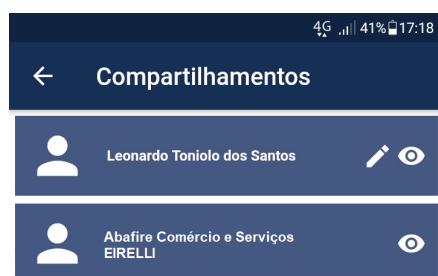 4G 41% 17:18
Compartilhamentos
Leonardo Toniolo dos Santos
Abafire Comércio e Serviços
EIRELLI